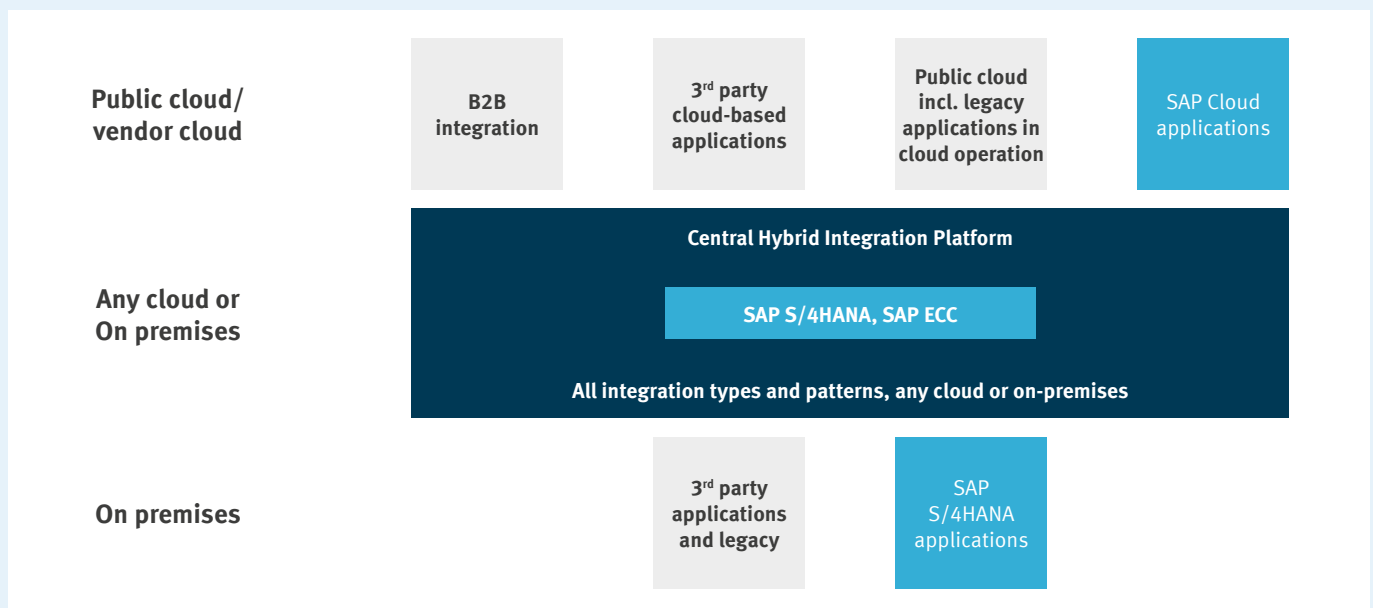 Public cloud/
vendor cloud
B2B
integration
3rd party
cloud-based
applications
Public cloud
incl. legacy
applications in
cloud operation
SAP Cloud
applications
Any cloud or
On premises
Central Hybrid Integration Platform
SAP S/4HANA, SAP ECC
All integration types and patterns, any cloud or on-premises
On premises
3rd party
applications
and legacy
SAP
S/4HANA
applications